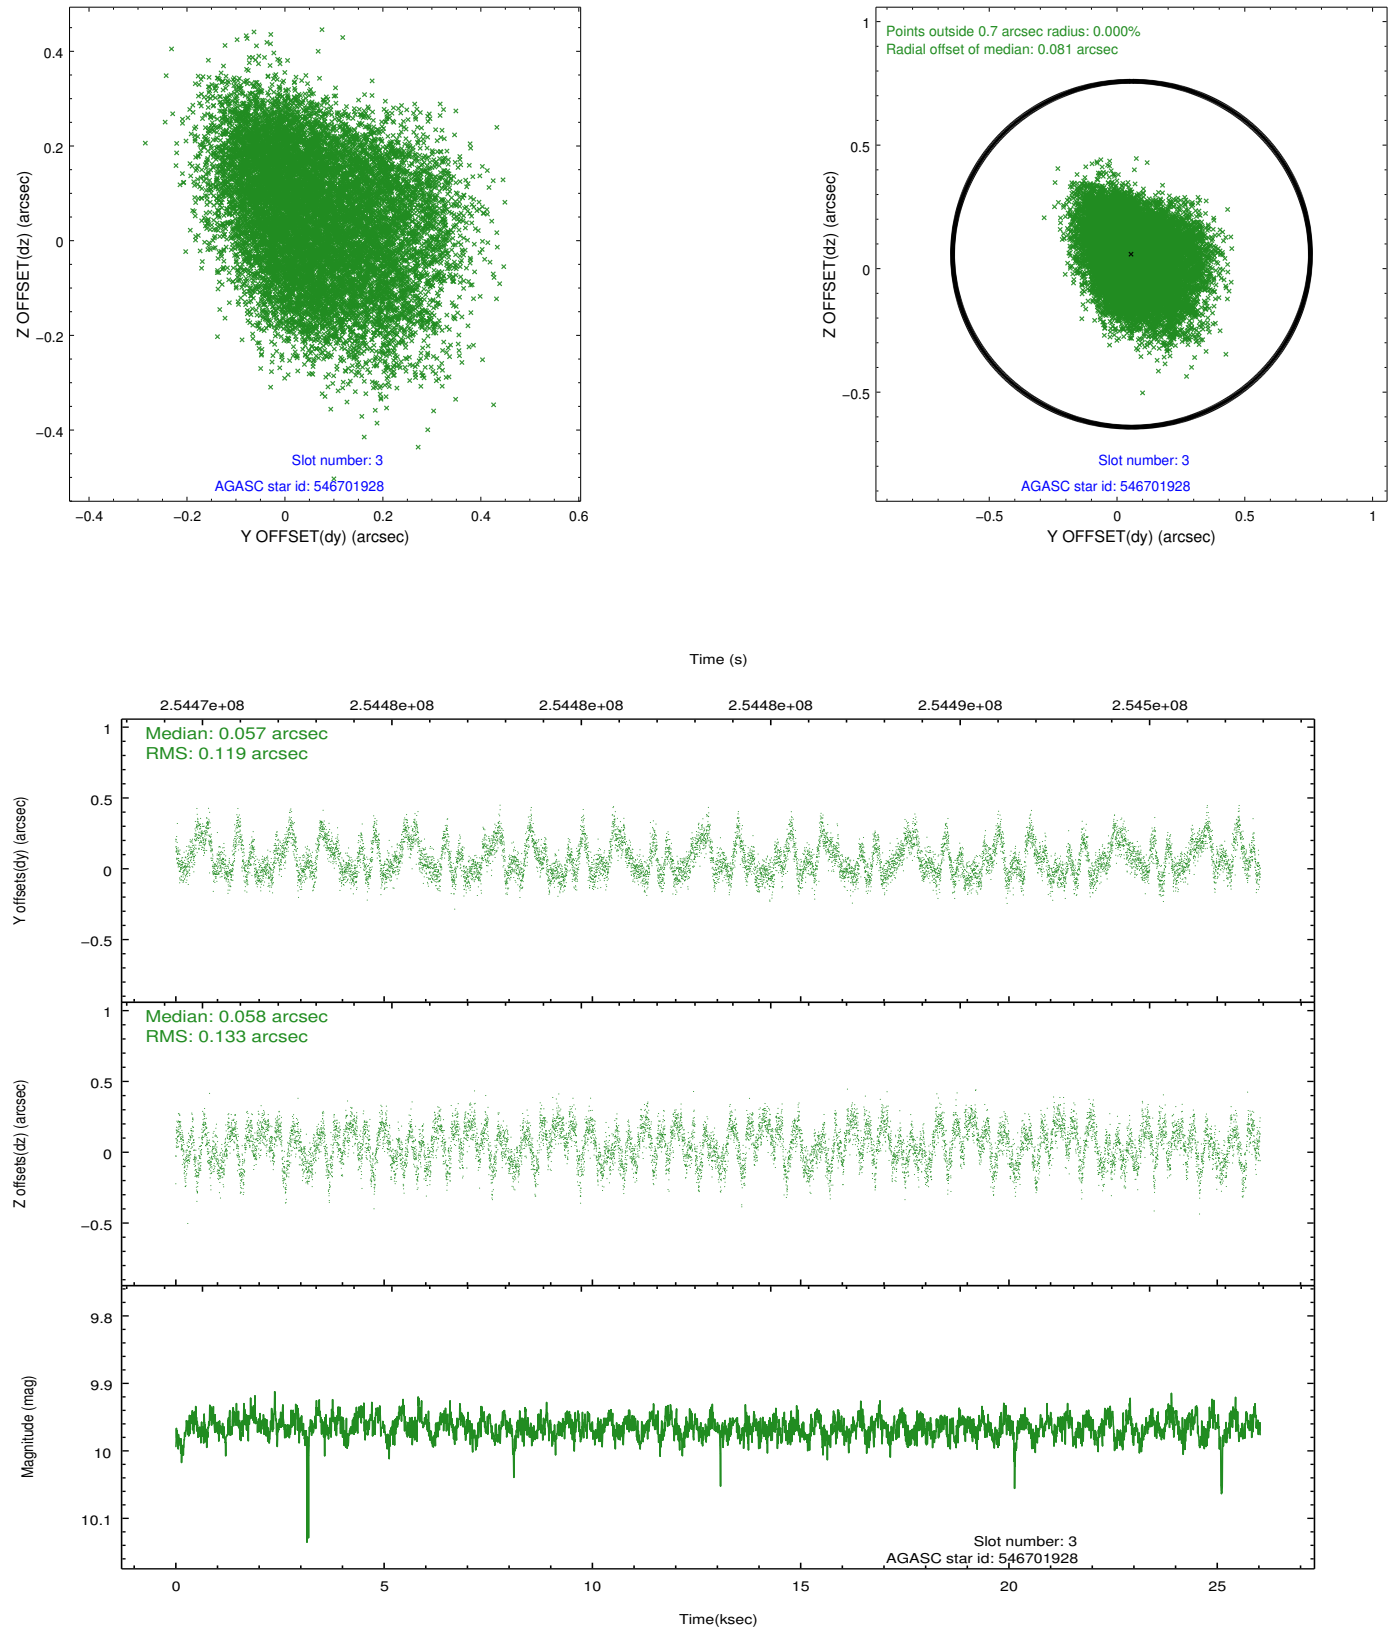 0.4
0.2
0
−0.2
−0.4
Z OFFSET(dz) (arcsec)
Slot number: 3
AGASC star id: 546701928
−0.4 −0.2 0 0.2 0.4 0.6
Y OFFSET(dy) (arcsec)
1
0.5
0
−0.5
Z OFFSET(dz) (arcsec)
Points outside 0.7 arcsec radius: 0.000%
Radial offset of median: 0.081 arcsec
Slot number: 3
AGASC star id: 546701928
−0.5 0 0.5 1
Y OFFSET(dy) (arcsec)
Time (s)
2.5447e+08 2.5448e+08 2.5448e+08 2.5448e+08 2.5449e+08 2.545e+08
Median: 0.057 arcsec
RMS: 0.119 arcsec
1
0.5
0
−0.5
Y offsets(dy) (arcsec)
Median: 0.058 arcsec
RMS: 0.133 arcsec
1
0.5
0
−0.5
Z offsets(dz) (arcsec)
9.8
9.9
10
10.1
Magnitude (mag)
Slot number: 3
AGASC star id: 546701928
0 5 10 15 20 25
Time(ksec)